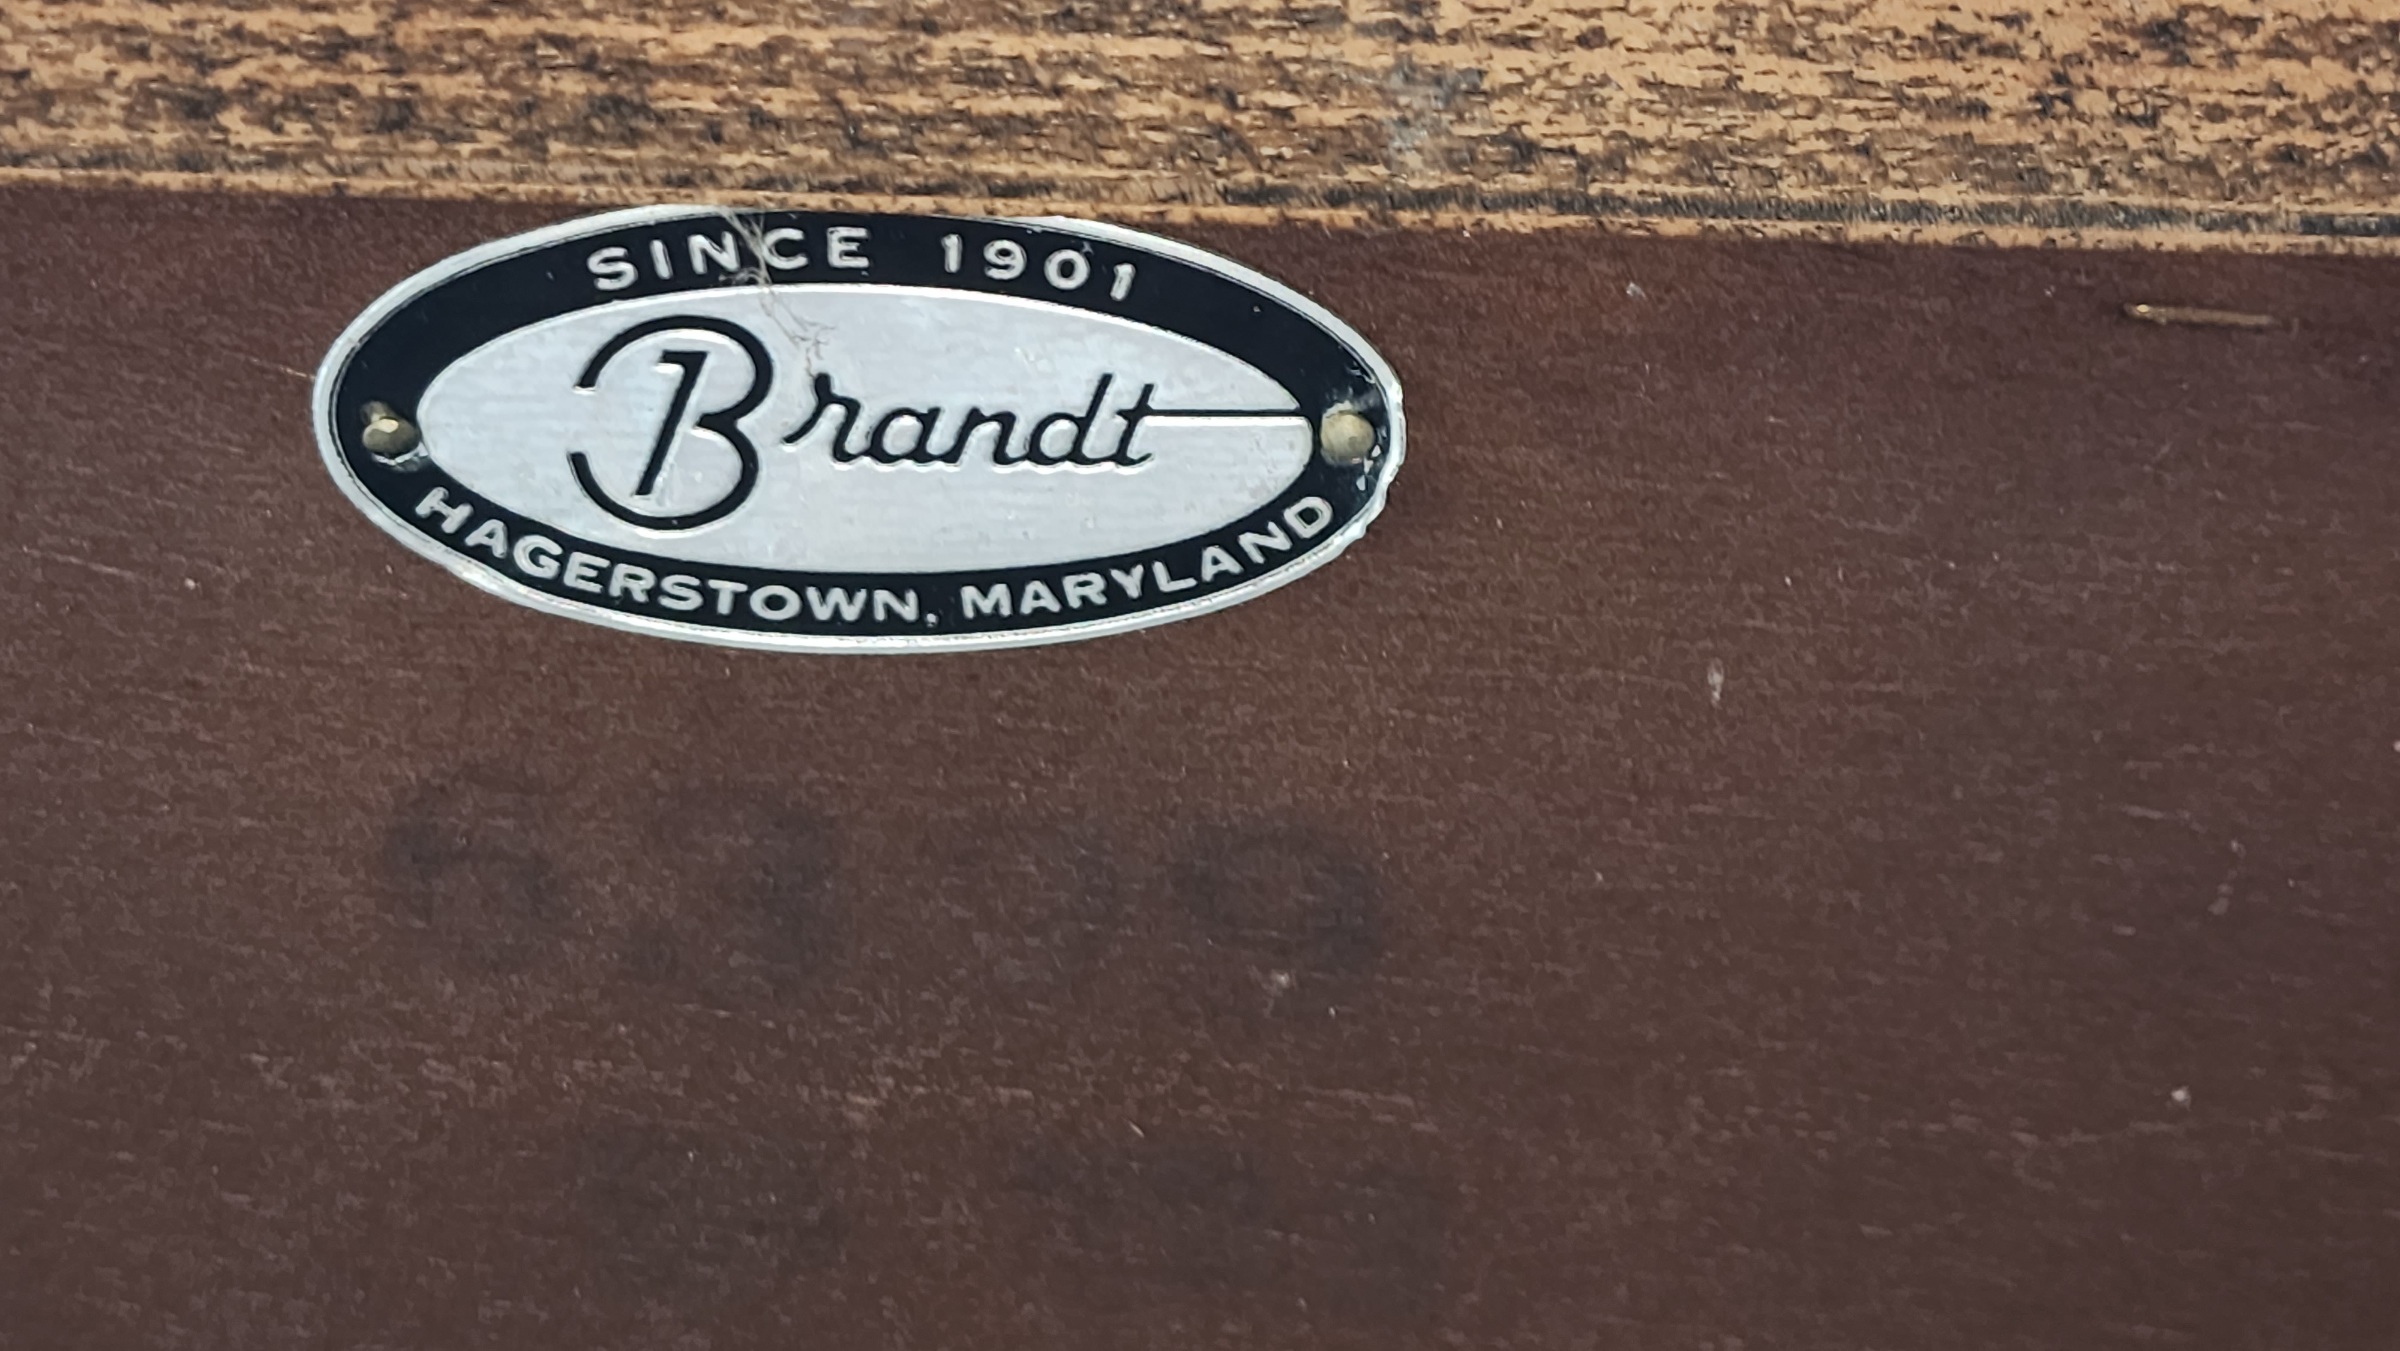 SINCE 1901
Brandt
HAGERSTOWN, MARYLAND